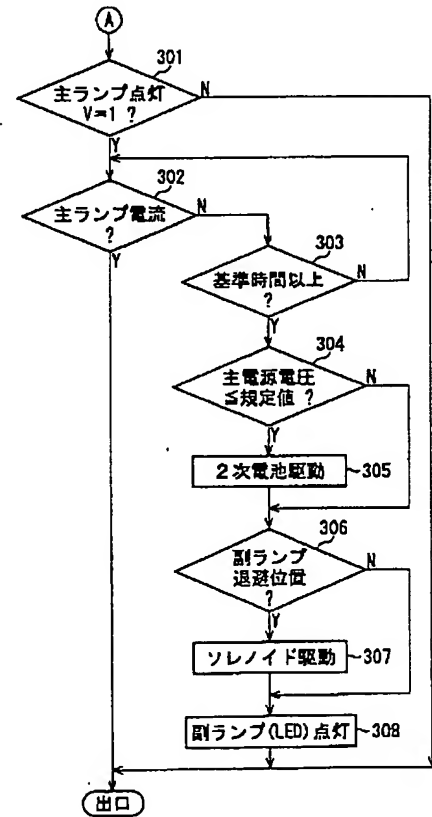 A
301
主ランプ点灯
V=1 ?
N
Y
302
主ランプ電流
?
N
Y
303
基準時間以上
?
N
Y
304
主電源電圧
≦規定値 ?
N
Y
2次電池駆動
305
306
副ランプ
退避位置
?
N
Y
ソレノイド駆動
307
副ランプ(LED)点灯
308
出口